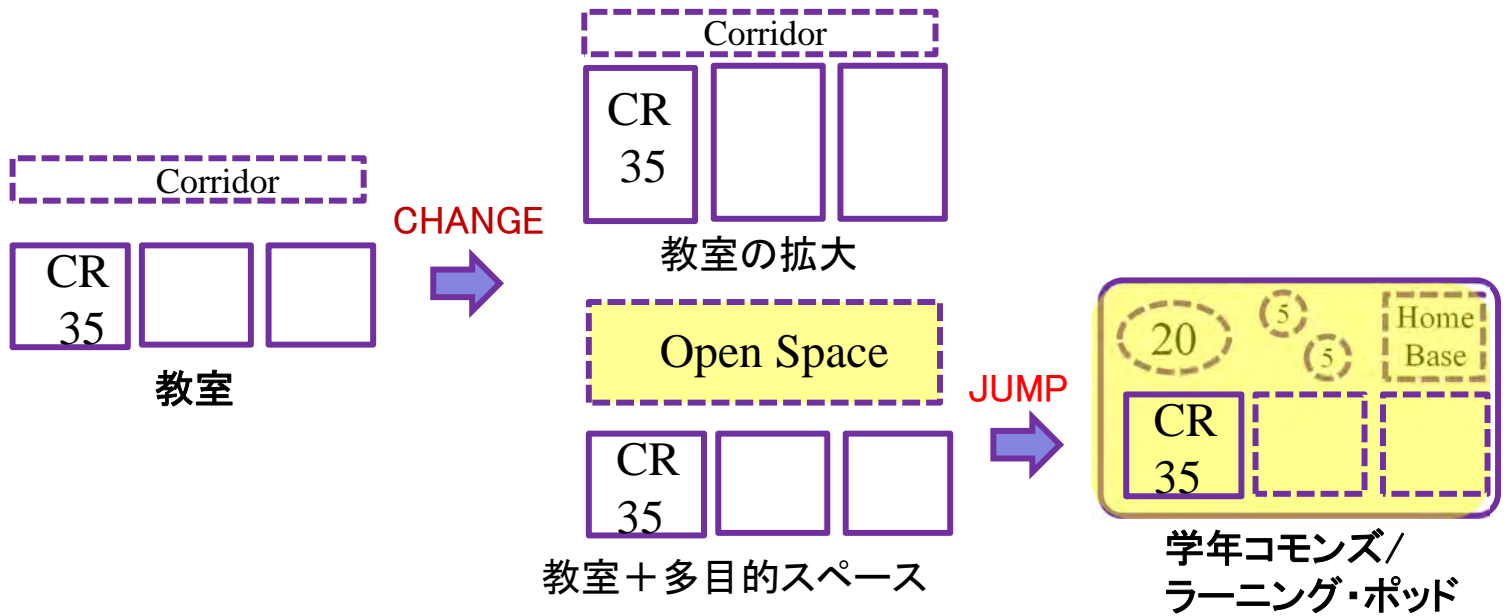 Corridor
CR
35
教室
CHANGE
Corridor
CR
35
教室の拡大
Open Space
CR
35
教室＋多目的スペース
JUMP
20
5
5
Home
Base
CR
35
学年コモンズ/
ラーニング・ポッド